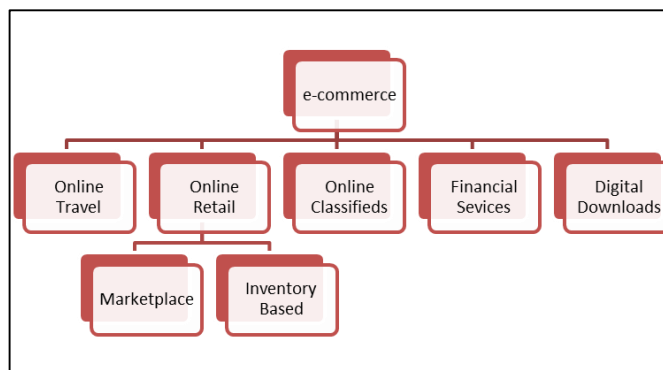 e-commerce
Online
Travel
Online
Retail
Online
Classifieds
Financial
Sevices
Digital
Downloads
Marketplace
Inventory
Based